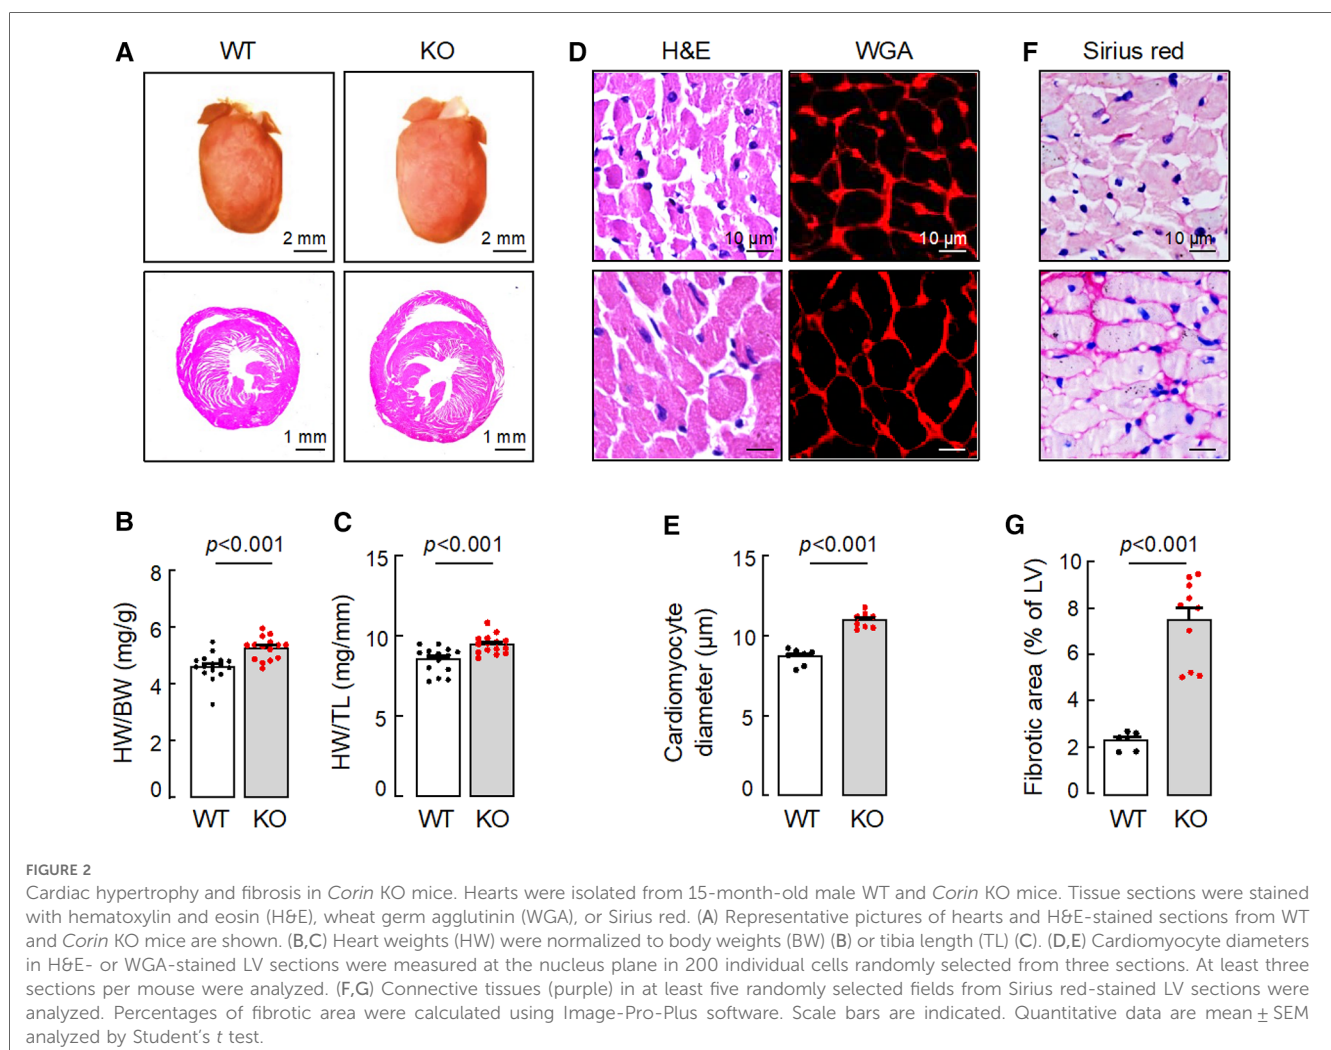 A
WT
KO
2 mm
2 mm
1 mm
1 mm
D
H&E
WGA
10 µm
10 µm
F
Sirius red
10 µm
B
p<0.001
HW/BW (mg/g)
8
6
4
2
0
WT
KO
C
p<0.001
HW/TL (mg/mm)
15
10
5
0
WT
KO
E
p<0.001
Cardiomyocyte
diameter (µm)
15
10
5
0
WT
KO
G
p<0.001
Fibrotic area (% of LV)
10
8
6
4
2
0
WT
KO
FIGURE 2
Cardiac hypertrophy and fibrosis in Corin KO mice. Hearts were isolated from 15-month-old male WT and Corin KO mice. Tissue sections were stained
with hematoxylin and eosin (H&E), wheat germ agglutinin (WGA), or Sirius red. (A) Representative pictures of hearts and H&E-stained sections from WT
and Corin KO mice are shown. (B,C) Heart weights (HW) were normalized to body weights (BW) (B) or tibia length (TL) (C). (D,E) Cardiomyocyte diameters
in H&E- or WGA-stained LV sections were measured at the nucleus plane in 200 individual cells randomly selected from three sections. At least three
sections per mouse were analyzed. (F,G) Connective tissues (purple) in at least five randomly selected fields from Sirius red-stained LV sections were
analyzed. Percentages of fibrotic area were calculated using Image-Pro-Plus software. Scale bars are indicated. Quantitative data are mean ± SEM
analyzed by Student's t test.